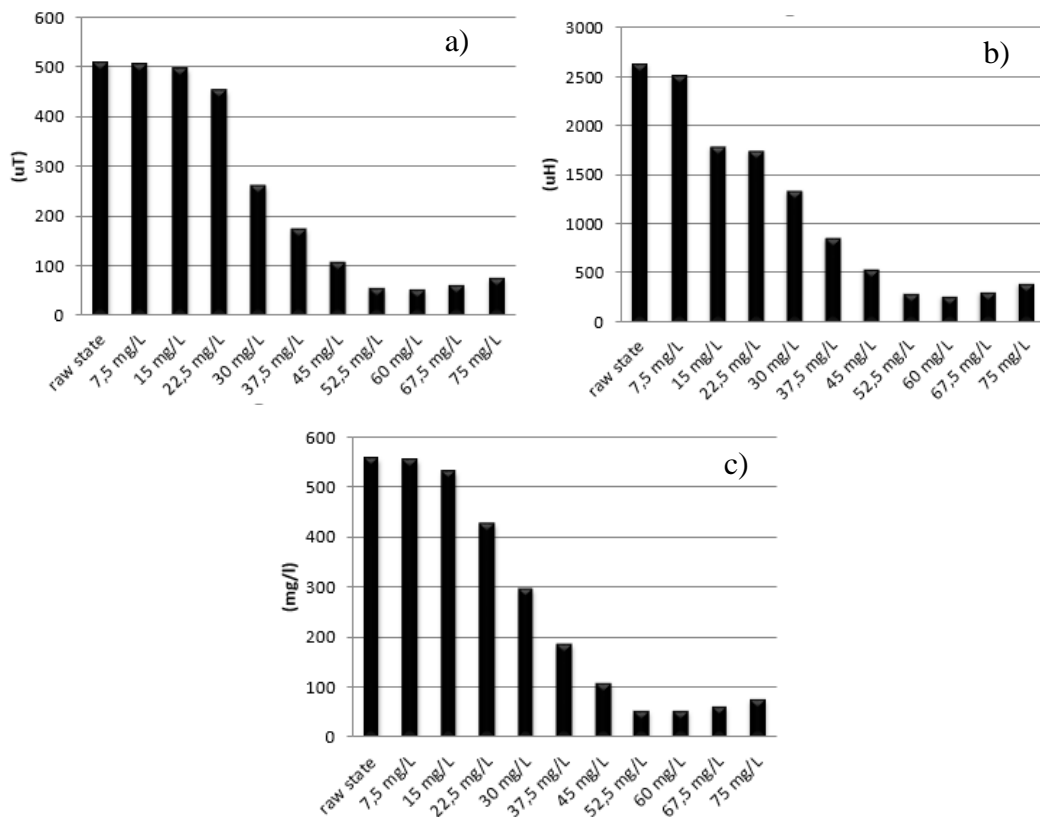 a)
600
500
400
300
200
100
0
(uT)
raw state
7,5 mg/L
15 mg/L
22,5 mg/L
30 mg/L
37,5 mg/L
45 mg/L
52,5 mg/L
60 mg/L
67,5 mg/L
75 mg/L
b)
3000
2500
2000
1500
1000
500
0
(uH)
raw state
7,5 mg/L
15 mg/L
22,5 mg/L
30 mg/L
37,5 mg/L
45 mg/L
52,5 mg/L
60 mg/L
67,5 mg/L
75 mg/L
c)
600
500
400
300
200
100
0
(mg/l)
raw state
7,5 mg/L
15 mg/L
22,5 mg/L
30 mg/L
37,5 mg/L
45 mg/L
52,5 mg/L
60 mg/L
67,5 mg/L
75 mg/L